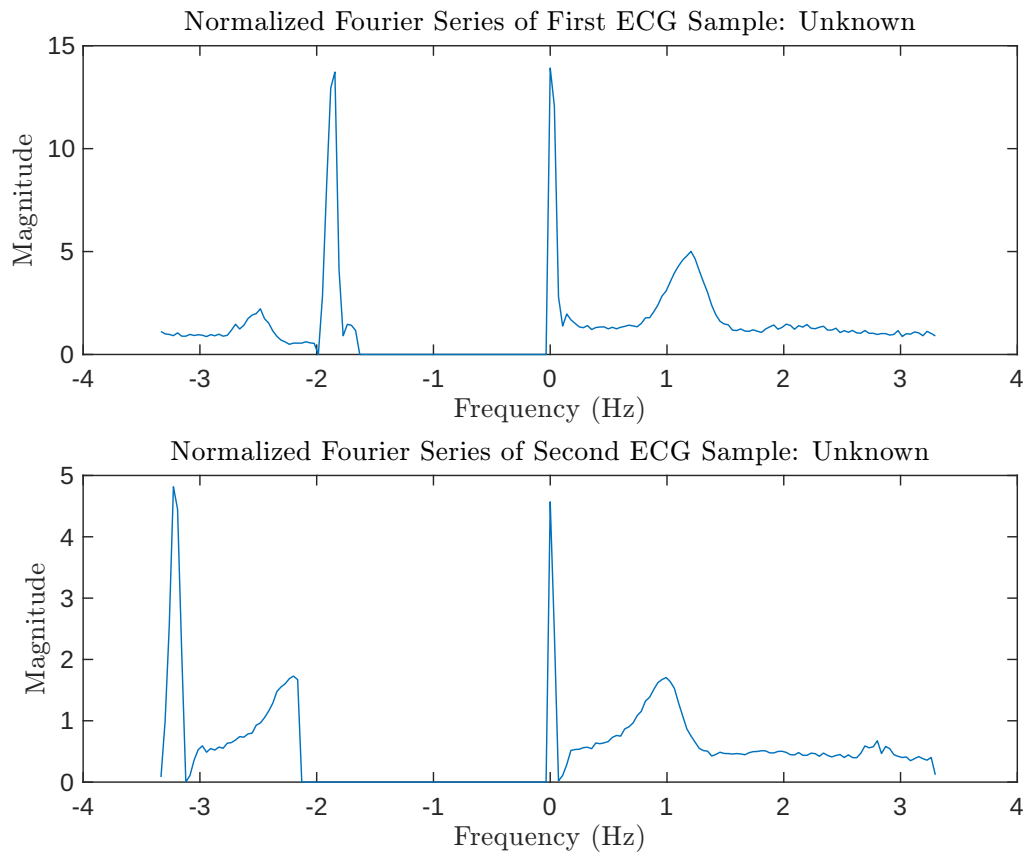 Normalized Fourier Series of First ECG Sample: Unknown
15
10
5
0
Magnitude
-4 -3 -2 -1 0 1 2 3 4
Frequency (Hz)
Normalized Fourier Series of Second ECG Sample: Unknown
5
4
3
2
1
0
Magnitude
-4 -3 -2 -1 0 1 2 3 4
Frequency (Hz)